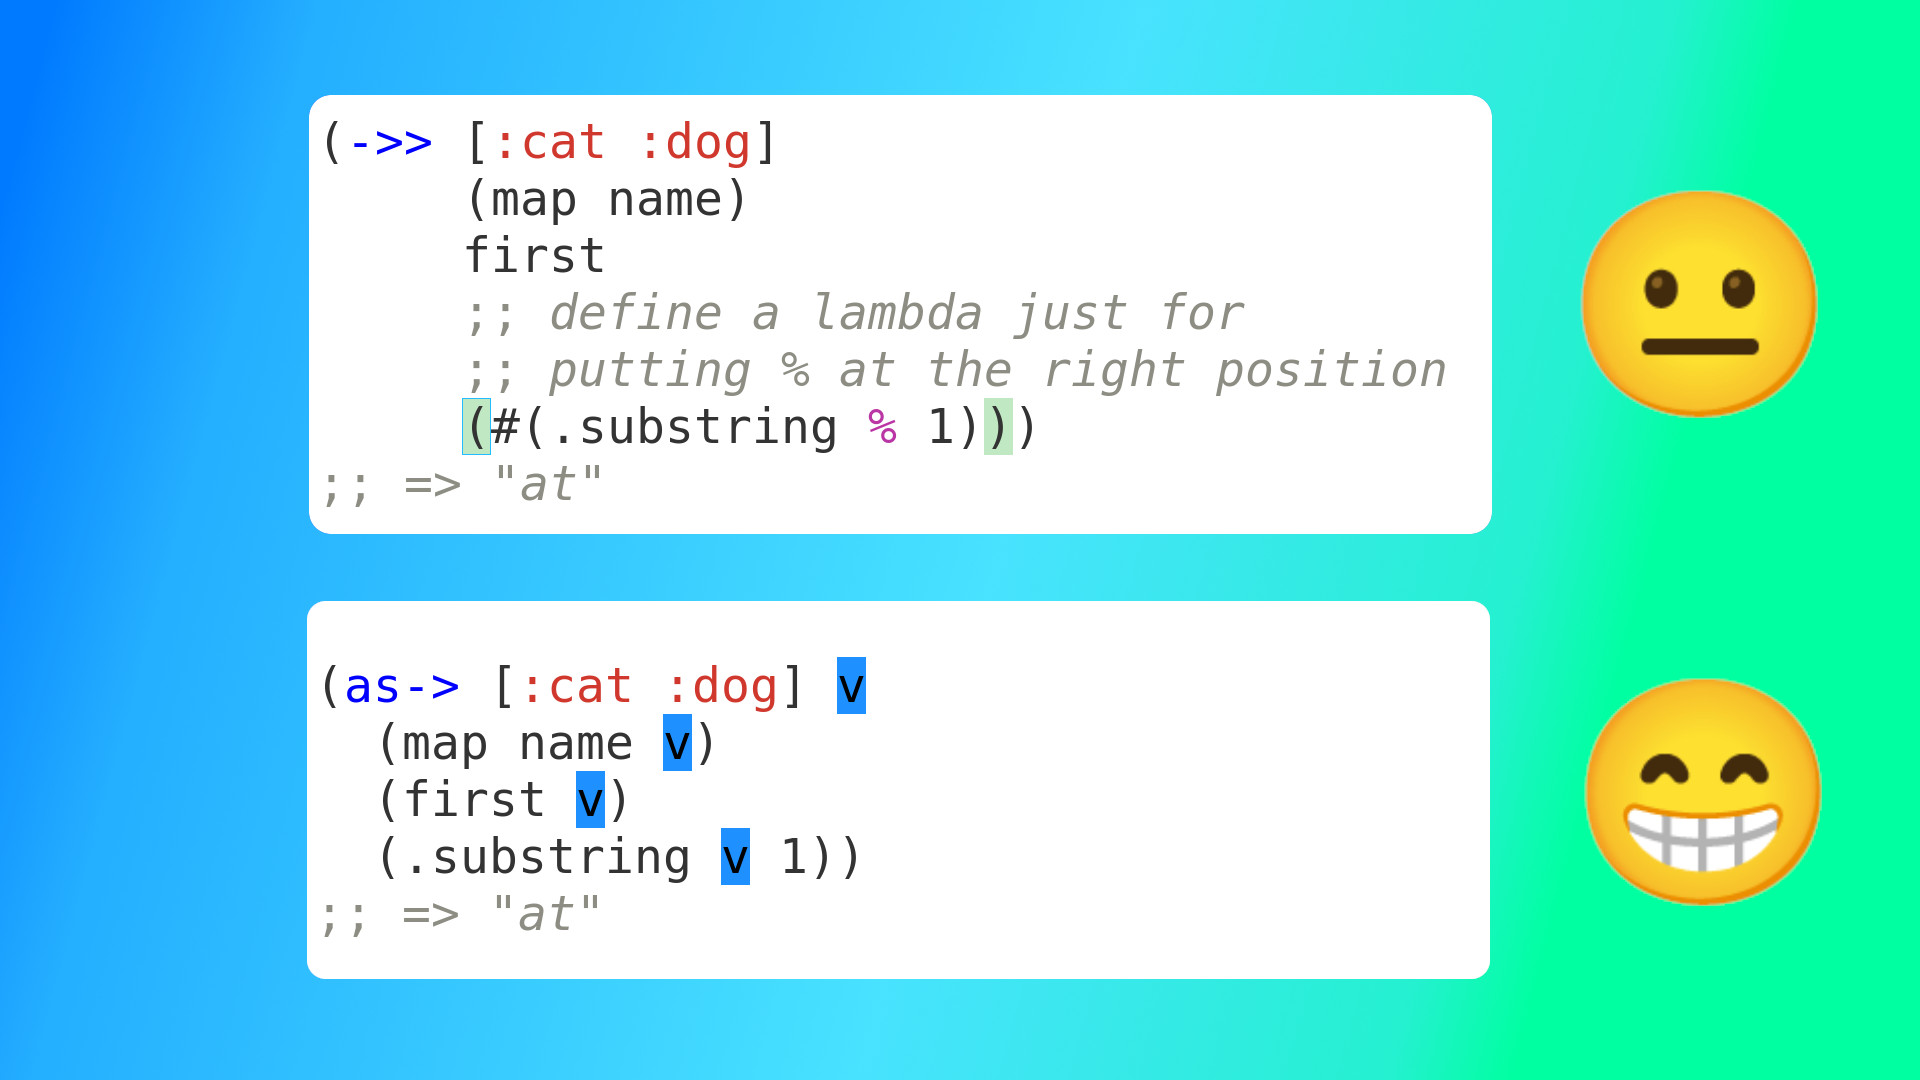 (->> [:cat :dog]
     (map name)
     first
     ;; define a lambda just for
     ;; putting % at the right position
     (#(.substring % 1)))
;; => "at"
(as-> [:cat :dog] v
  (map name v)
  (first v)
  (.substring v 1))
;; => "at"